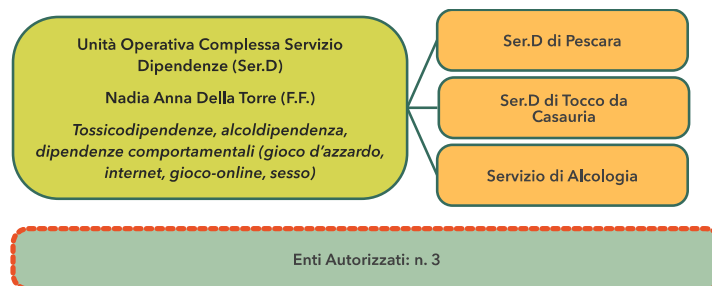 Unità Operativa Complessa Servizio
Dipendenze (Ser.D)
Nadia Anna Della Torre (F.F.)
Tossicodipendenze, alcoldipendenza,
dipendenze comportamentali (gioco d'azzardo,
internet, gioco-online, sesso)
Ser.D di Pescara
Ser.D di Tocco da
Casauria
Servizio di Alcologia
Enti Autorizzati: n. 3